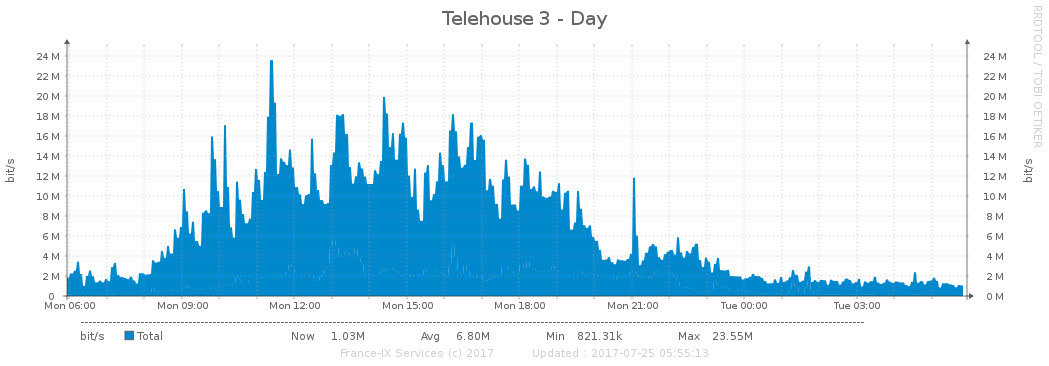 Telehouse 3 - Day
RRDTOOL / TOBI OETIKER
bit/s
bit/s
24 M 24 M
22 M 22 M
20 M 20 M
18 M 18 M
16 M 16 M
14 M 14 M
12 M 12 M
10 M 10 M
8 M 8 M
6 M 6 M
4 M 4 M
2 M 2 M
0 0 M
Mon 06:00 Mon 09:00 Mon 12:00 Mon 15:00 Mon 18:00 Mon 21:00 Tue 00:00 Tue 03:00
bit/s Total Now 1.03M Avg 6.80M Min 821.31k Max 23.55M
France-IX Services (c) 2017 Updated : 2017-07-25 05:55:13